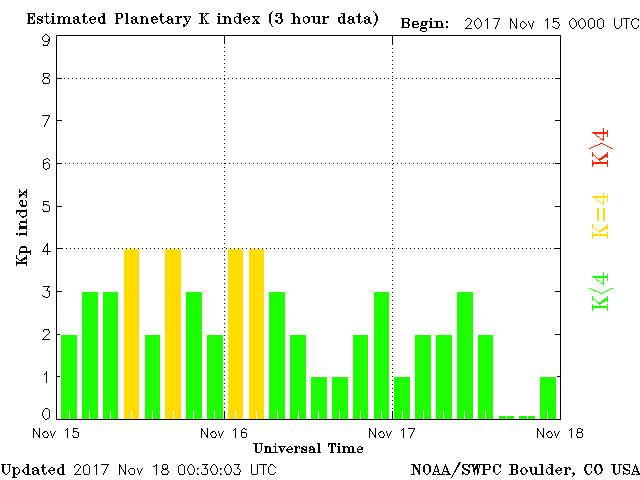 Estimated Planetary K index (3 hour data)
Begin: 2017 Nov 15 0000 UTC
9
8
7
6
5
4
3
2
1
0
Kp index
K>4
K=4
K<4
Nov 15 Nov 16 Nov 17 Nov 18
Universal Time
Updated 2017 Nov 18 00:30:03 UTC
NOAA/SWPC Boulder, CO USA